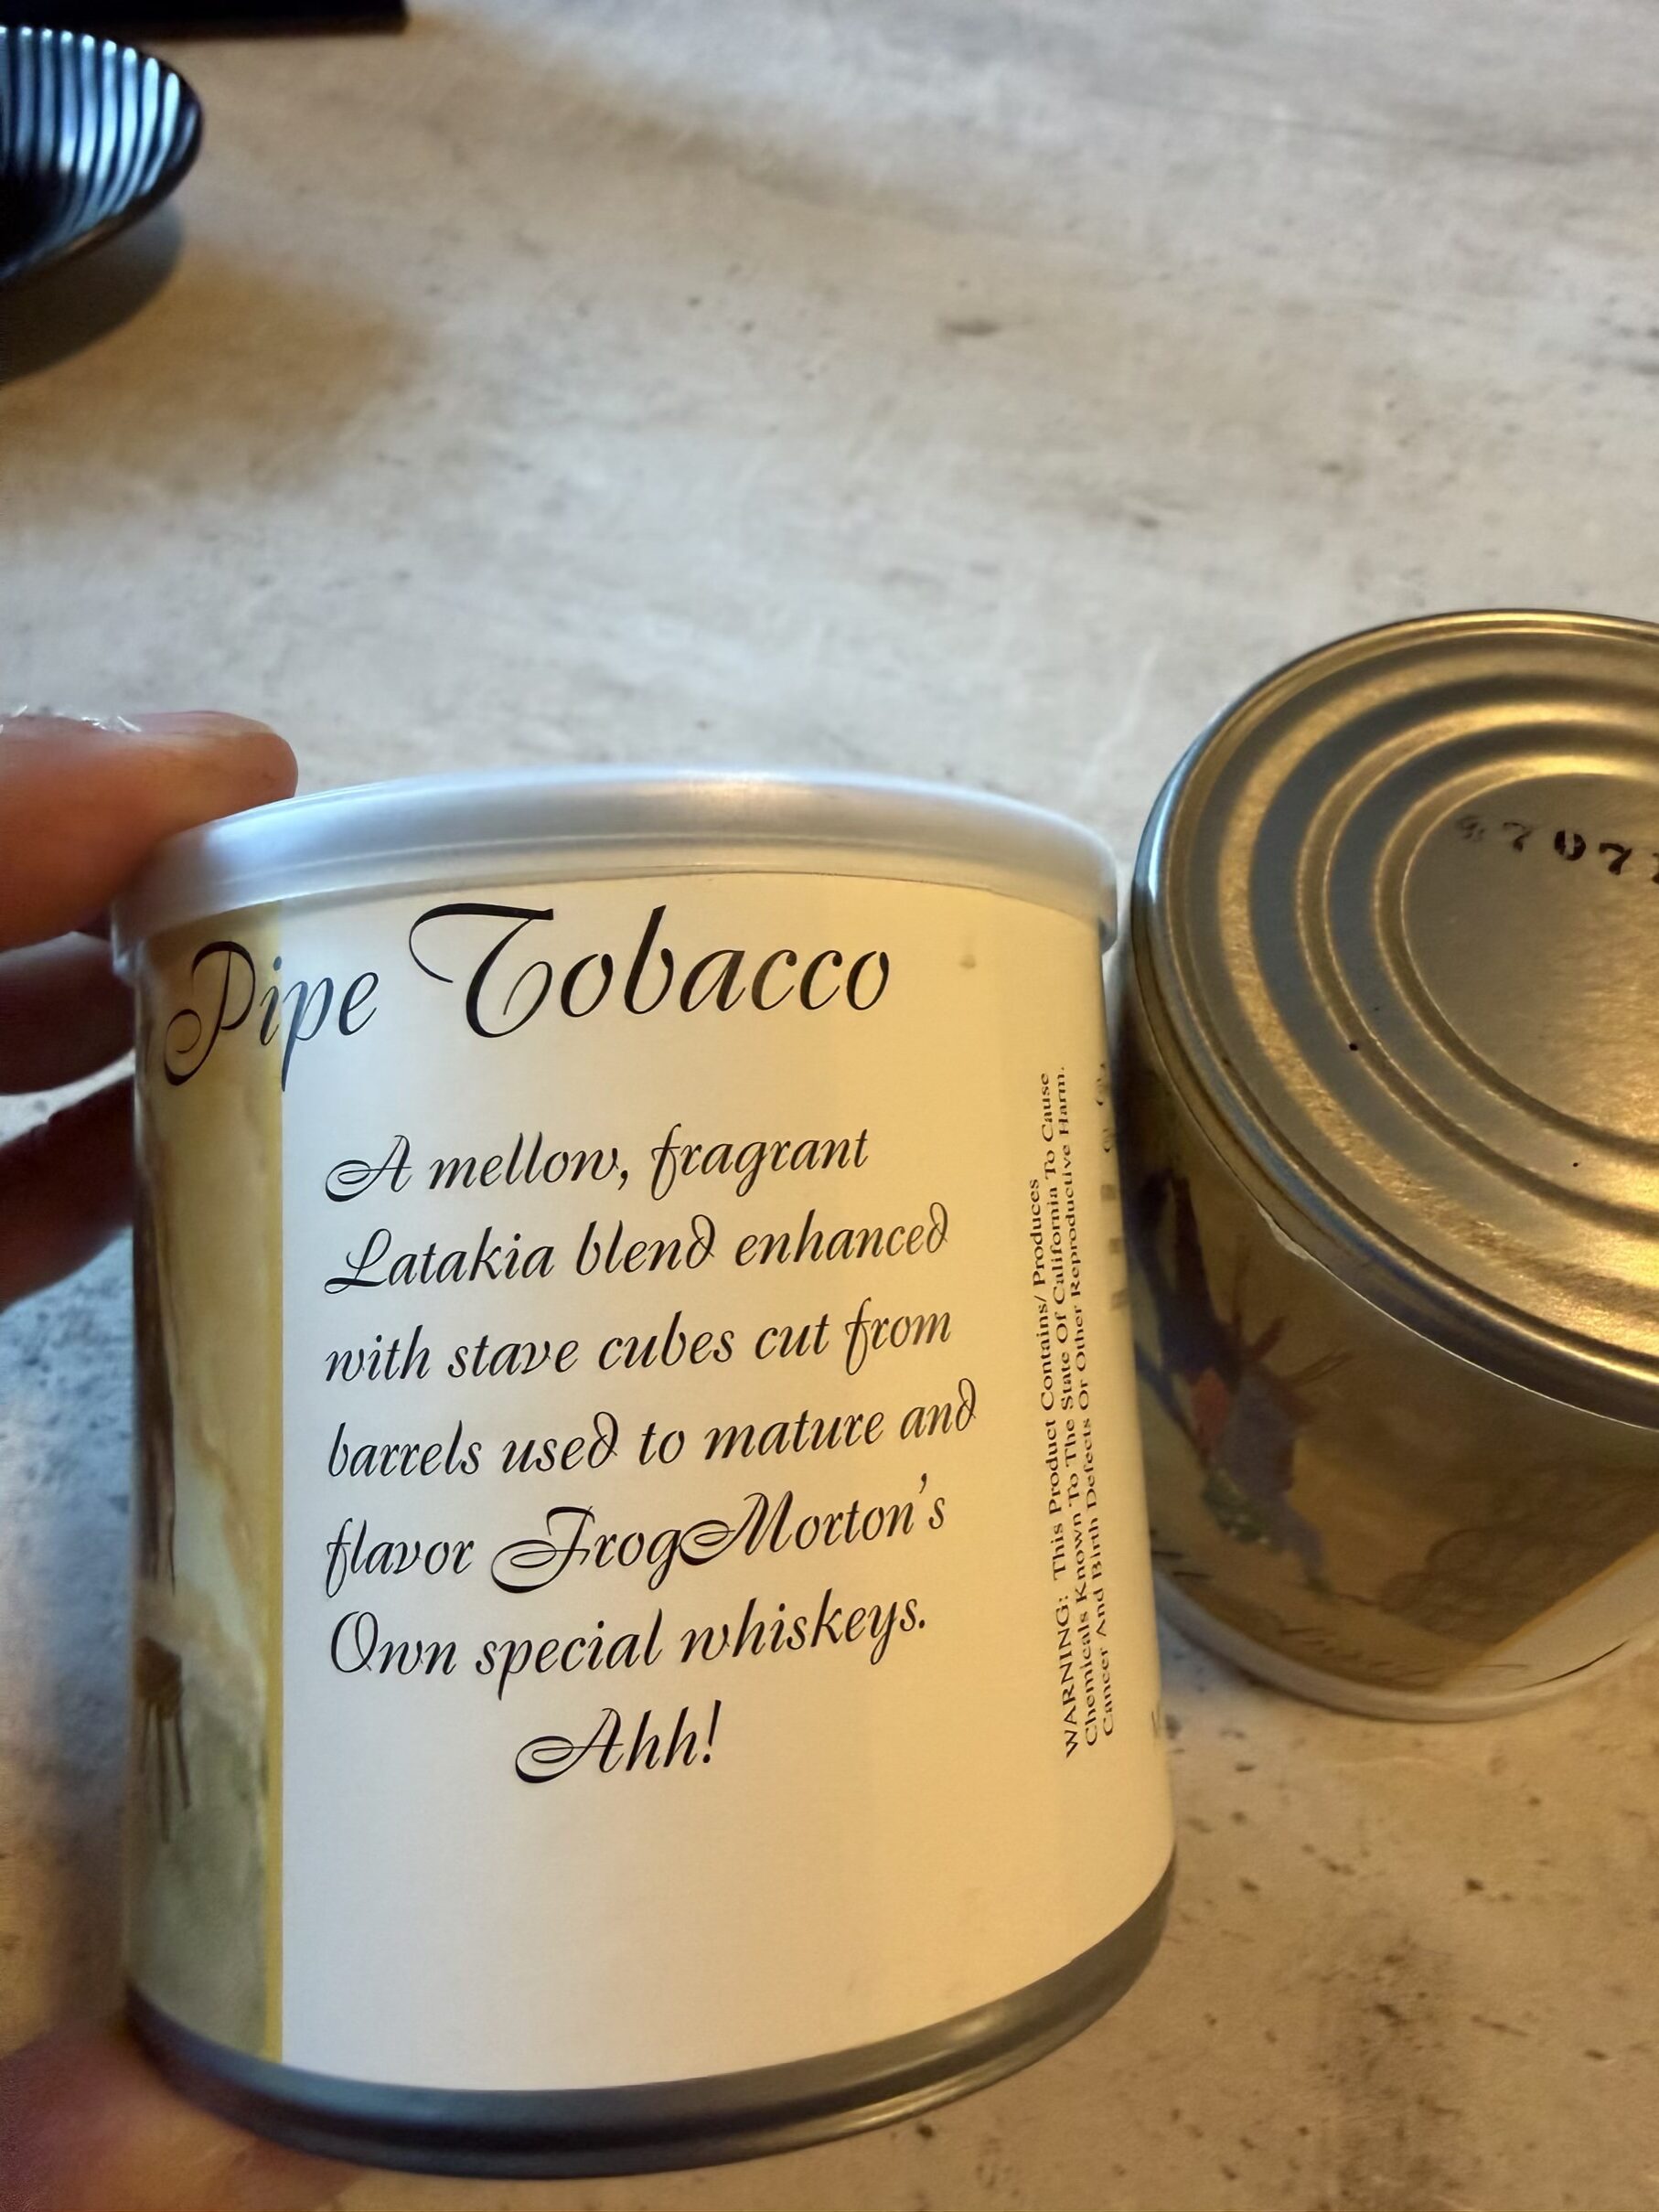 Pipe Tobacco
A mellow, fragrant
Latakia blend enhanced
with stave cubes cut from
barrels used to mature and
flavor FrogMorton's
Own special whiskeys.
Ahh!
WARNING: This Product Contains/ Produces
Chemicals Known To The State Of California To Cause
Cancer And Birth Defects Or Other Reproductive Harm.